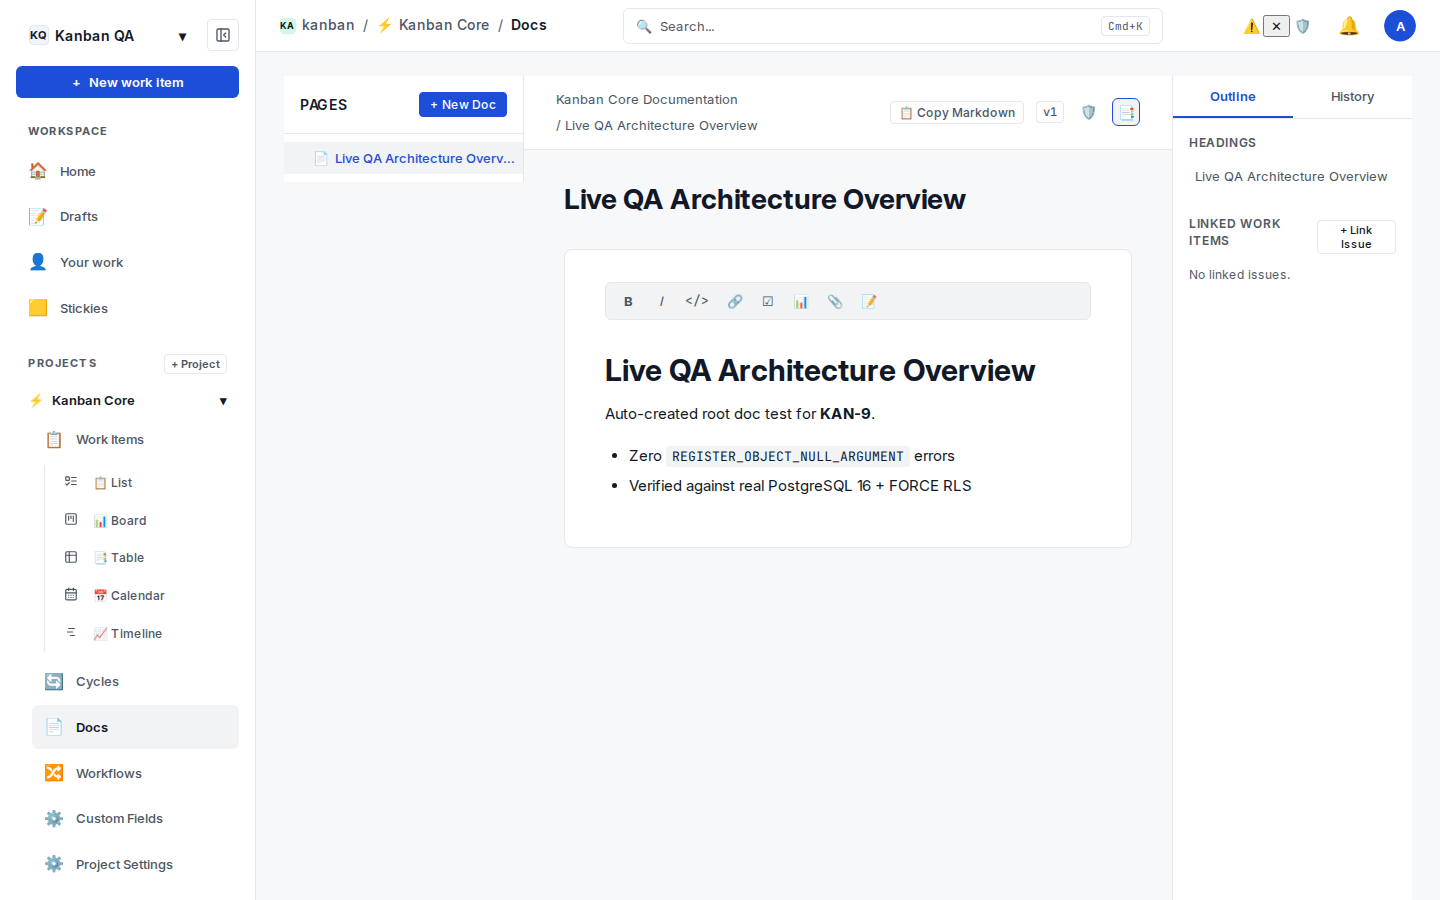 KQ Kanban QA ▾
+ New work item
WORKSPACE
Home
Drafts
Your work
Stickies
PROJECTS
+ Project
Kanban Core ▾
Work Items
List
Board
Table
Calendar
Timeline
Cycles
Docs
Workflows
Custom Fields
Project Settings
KA kanban / ⚡ Kanban Core / Docs
Search...
Cmd+K
✕
A
PAGES
+ New Doc
Live QA Architecture Overv...
Kanban Core Documentation
/ Live QA Architecture Overview
Copy Markdown
v1
Live QA Architecture Overview
B I </>
Live QA Architecture Overview
Auto-created root doc test for KAN-9.
• Zero REGISTER_OBJECT_NULL_ARGUMENT errors
• Verified against real PostgreSQL 16 + FORCE RLS
Outline
History
HEADINGS
Live QA Architecture Overview
LINKED WORK
ITEMS
+ Link
Issue
No linked issues.